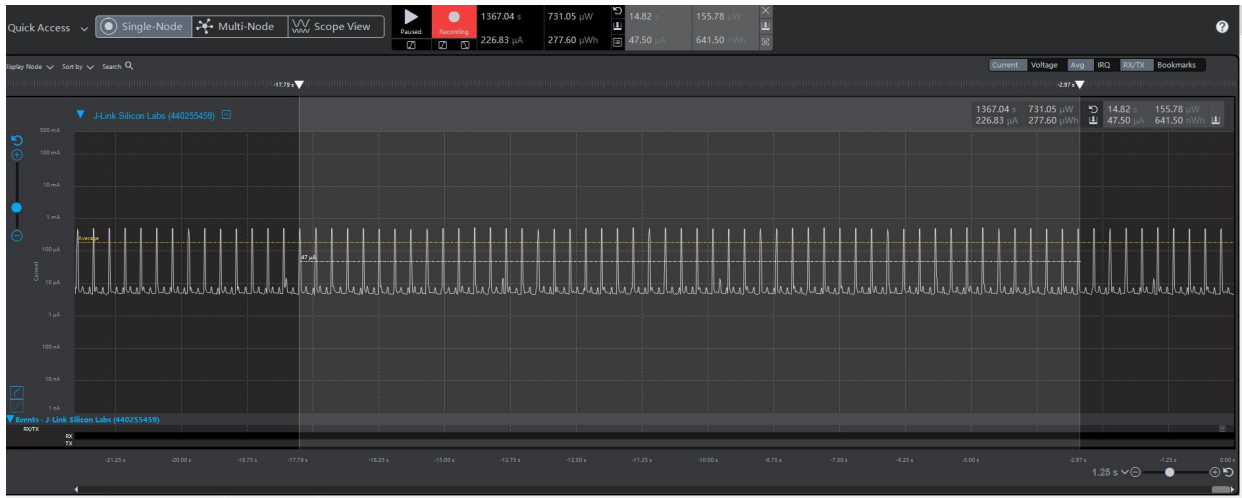 Quick Access Single-Node Multi-Node Scope View
Paused Recording
1367.04 s 731.05 µW 14.82 s 155.78 µW
226.83 µA 277.60 µWh 47.50 µA 641.50 nWh
Display Node Sort by Search
Current Voltage Avg IRQ RX/TX Bookmarks
-17.79 s -2.97 s
J-Link Silicon Labs (440255459)
1367.04 s 731.05 µW 14.82 s 155.78 µW
226.83 µA 277.60 µWh 47.50 µA 641.50 nWh
500 mA
100 mA
10 mA
1 mA
Average
100 µA
47 µA
Current
10 µA
1 µA
100 nA
10 nA
1 nA
Events - J-Link Silicon Labs (440255459)
RX/TX
RX
TX
-21.25 s -20.00 s -18.75 s -17.79 s -16.25 s -15.00 s -13.75 s -12.50 s -11.25 s -10.00 s -8.75 s -7.50 s -6.25 s -5.00 s -2.97 s -1.25 s 0.00 s
1.25 s